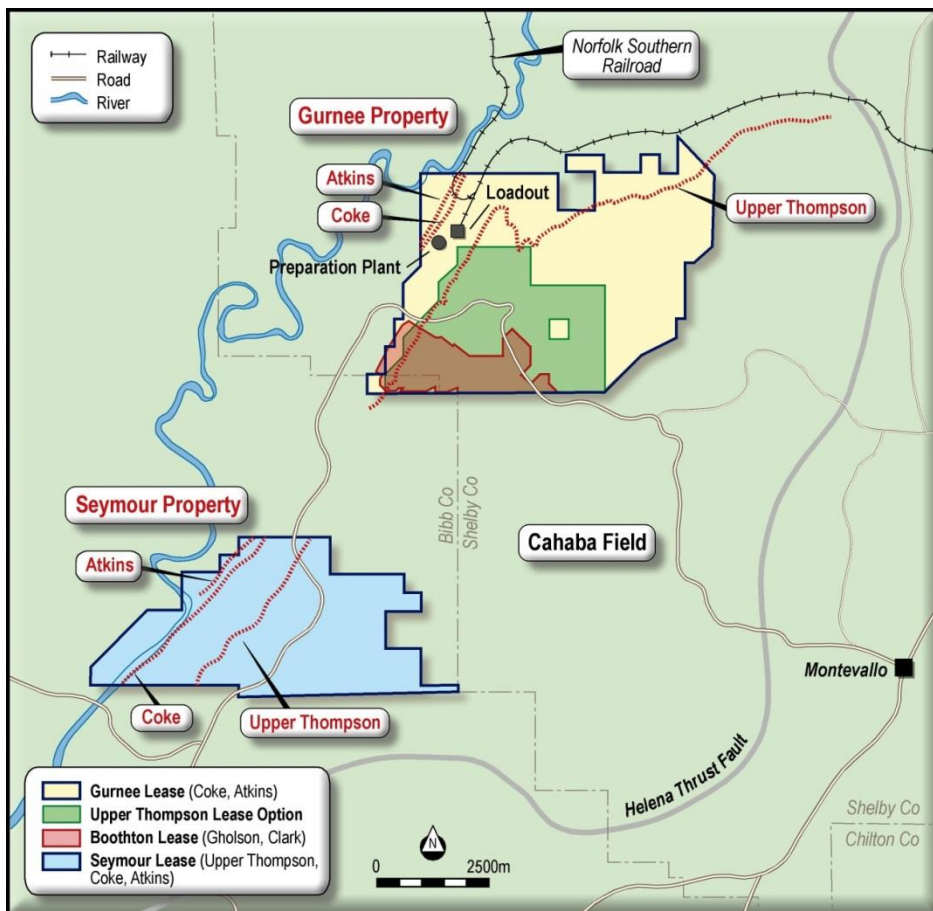 Railway
Road
River
Norfolk Southern
Railroad
Gurnee Property
Atkins
Coke
Loadout
Upper Thompson
Preparation Plant
Seymour Property
Bibb Co
Shelby Co
Cahaba Field
Atkins
Montevallo
Coke
Upper Thompson
Helena Thrust Fault
Gurnee Lease (Coke, Atkins)
Upper Thompson Lease Option
Boothton Lease (Gholson, Clark)
Seymour Lease (Upper Thompson,
Coke, Atkins)
N
0 2500m
Shelby Co
Chilton Co